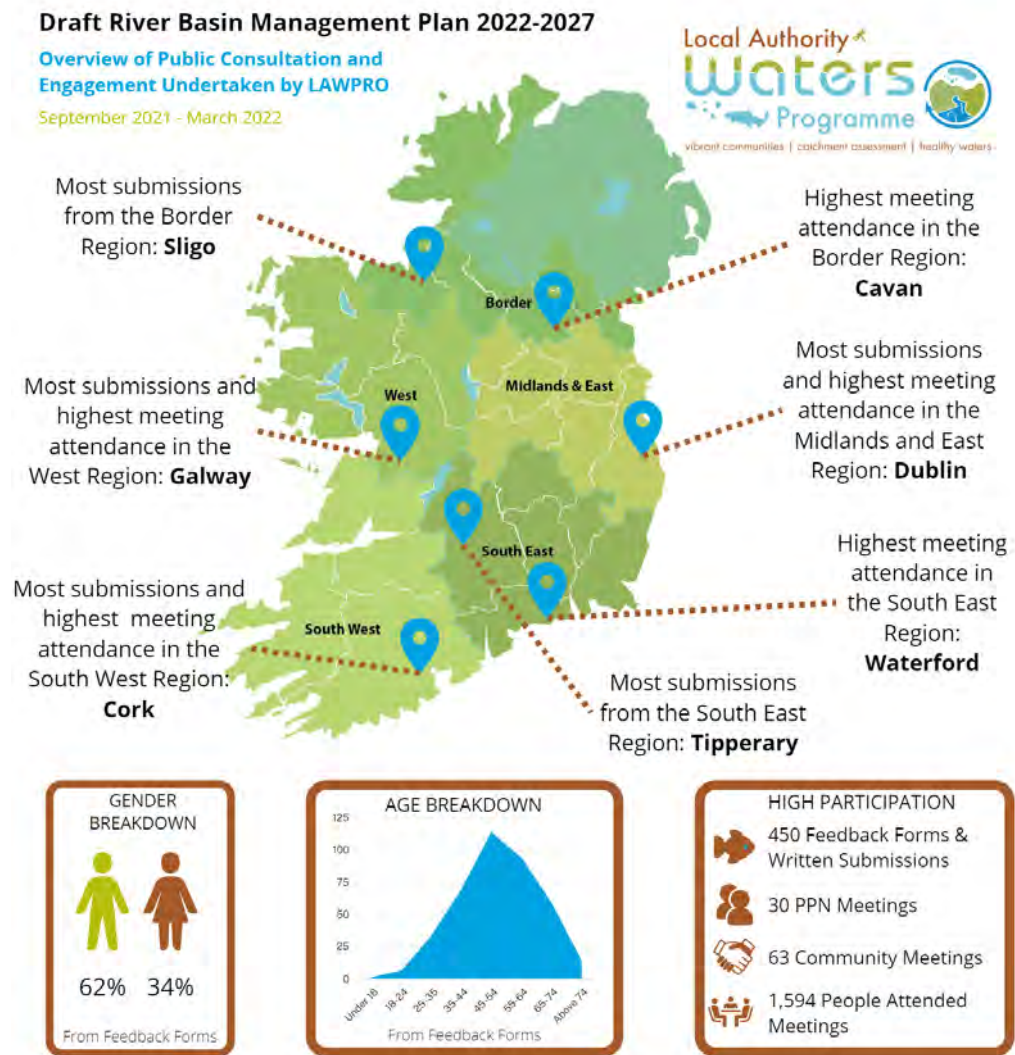 Draft River Basin Management Plan 2022-2027
Overview of Public Consultation and
Engagement Undertaken by LAWPRO
September 2021 - March 2022
Local Authority
waters
Programme
vibrant communities | catchment assessment | healthy waters
Most submissions
from the Border
Region: Sligo
Highest meeting
attendance in the
Border Region:
Cavan
Border
Most submissions
and highest meeting
attendance in the
Midlands and East
Region: Dublin
Midlands & East
West
Most submissions and
highest meeting
attendance in the
West Region: Galway
South East
Highest meeting
attendance in
the South East
Region:
Waterford
Most submissions and
highest meeting
attendance in the
South West Region:
Cork
South West
Most submissions
from the South East
Region: Tipperary
GENDER
BREAKDOWN
62% 34%
From Feedback Forms
AGE BREAKDOWN
125
100
75
50
25
0
Under 18
18-24
25-35
35-44
45-54
55-64
65-74
Above 74
From Feedback Forms
HIGH PARTICIPATION
450 Feedback Forms &
Written Submissions
30 PPN Meetings
63 Community Meetings
1,594 People Attended
Meetings